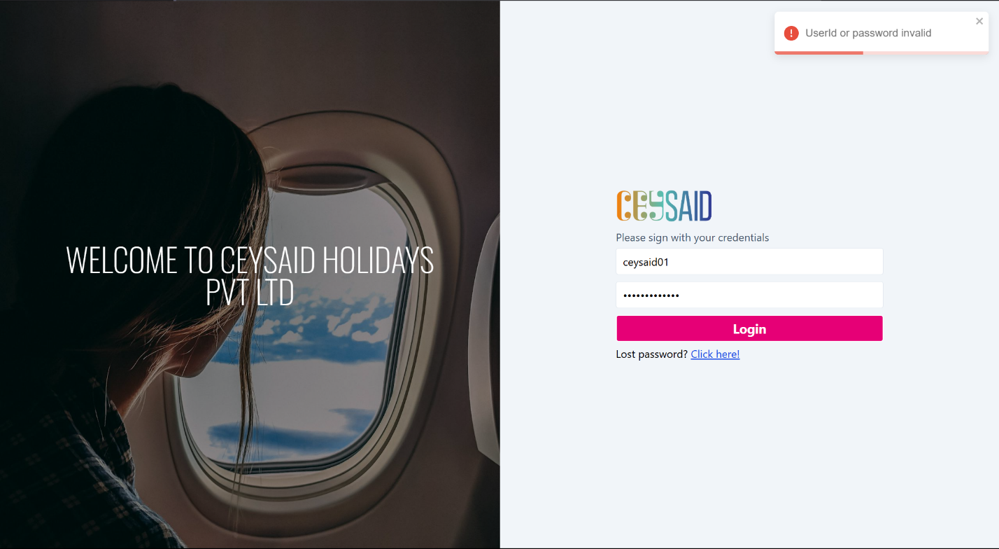 UserId or password invalid
WELCOME TO CEYSAID HOLIDAYS
PVT LTD
CEYSAID
Please sign with your credentials
ceysaid01
•••••••••••••
Login
Lost password? Click here!